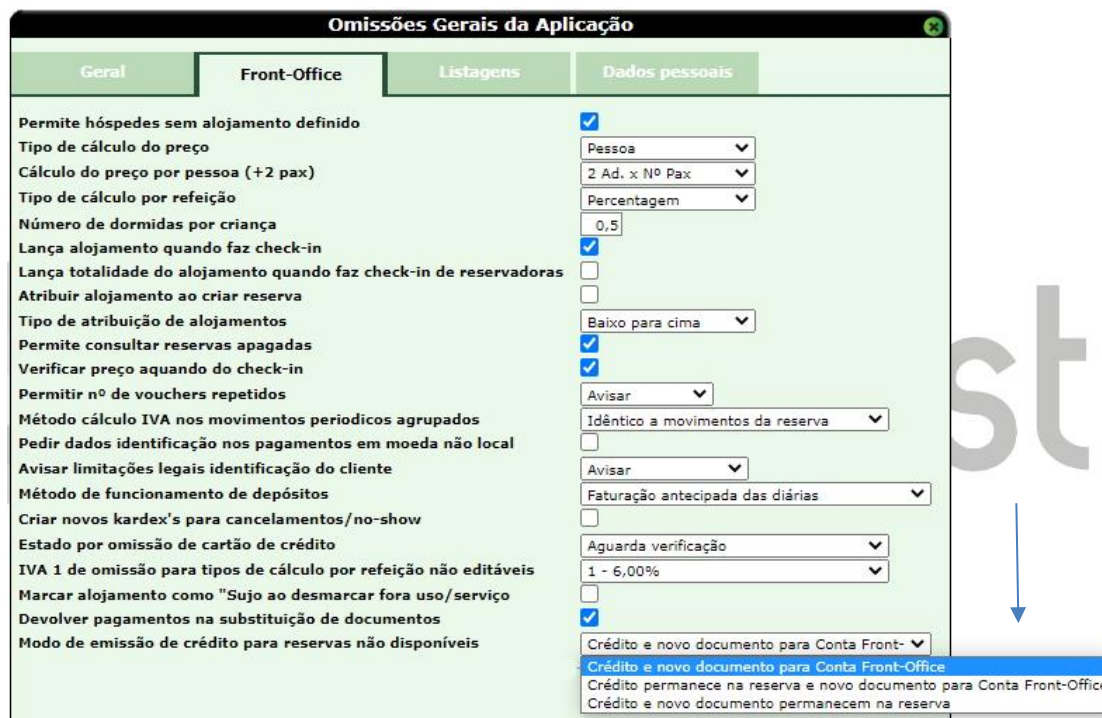 Omissões Gerais da Aplicação
Geral Front-Office Listagens Dados pessoais
Permite hóspedes sem alojamento definido
Tipo de cálculo do preço Pessoa
Cálculo do preço por pessoa (+2 pax) 2 Ad. x Nº Pax
Tipo de cálculo por refeição Percentagem
Número de dormidas por criança 0,5
Lança alojamento quando faz check-in
Lança totalidade do alojamento quando faz check-in de reservadoras
Atribuir alojamento ao criar reserva
Tipo de atribuição de alojamentos Baixo para cima
Permite consultar reservas apagadas
Verificar preço aquando do check-in
Permitir nº de vouchers repetidos Avisar
Método cálculo IVA nos movimentos periodicos agrupados Idêntico a movimentos da reserva
Pedir dados identificação nos pagamentos em moeda não local
Avisar limitações legais identificação do cliente Avisar
Método de funcionamento de depósitos Faturação antecipada das diárias
Criar novos kardex's para cancelamentos/no-show
Estado por omissão de cartão de crédito Aguarda verificação
IVA 1 de omissão para tipos de cálculo por refeição não editáveis 1 - 6,00%
Marcar alojamento como "Sujo ao desmarcar fora uso/serviço
Devolver pagamentos na substituição de documentos
Modo de emissão de crédito para reservas não disponíveis Crédito e novo documento para Conta Front-
Crédito e novo documento para Conta Front-Office
Crédito permanece na reserva e novo documento para Conta Front-Office
Crédito e novo documento permanecem na reserva
st